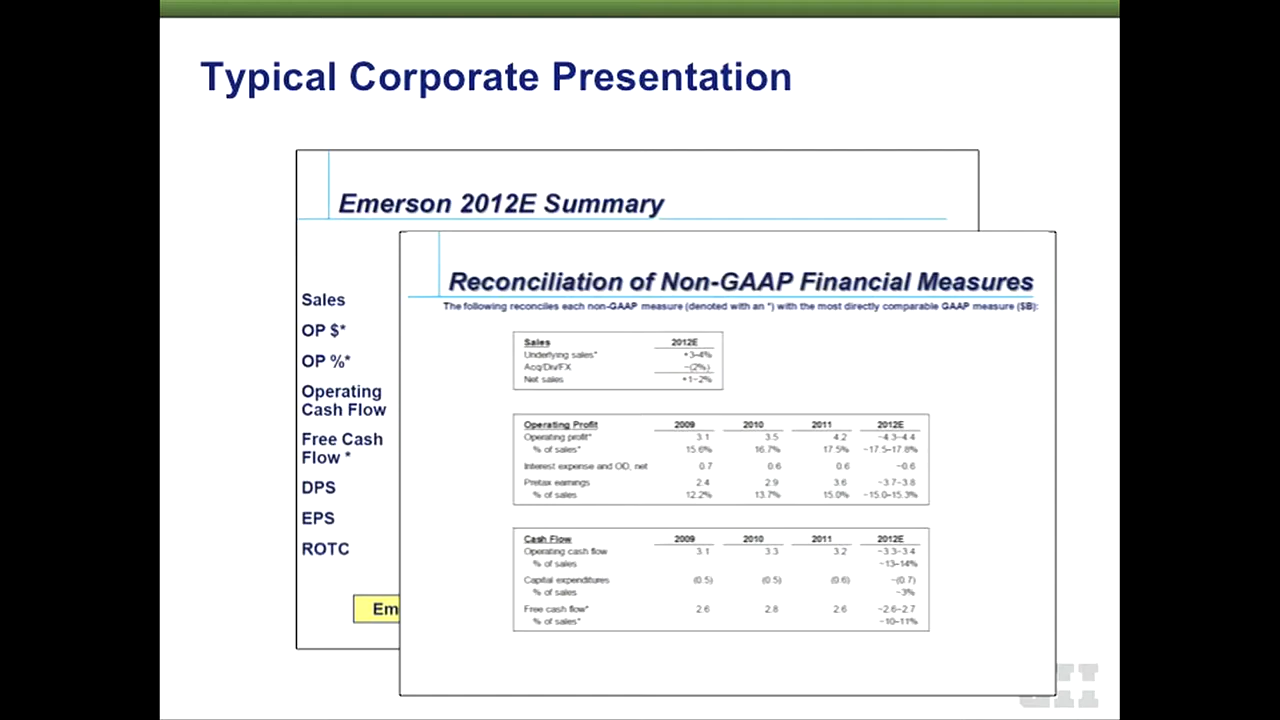 Typical Corporate Presentation
Emerson 2012E Summary
Sales
OP $*
OP %*
Operating
Cash Flow
Free Cash
Flow *
DPS
EPS
ROTC
Em
Reconciliation of Non-GAAP Financial Measures
The following reconciles each non-GAAP measure (denoted with an *) with the most directly comparable GAAP measure ($B):
Sales 2012E
Underlying sales* +3-4%
Acq/Div/FX ~(2%)
Net sales +1-2%
Operating Profit 2009 2010 2011 2012E
Operating profit* 3.1 3.5 4.2 ~4.3-4.4
% of sales* 15.6% 16.7% 17.5% ~17.5-17.8%
Interest expense and OD, net 0.7 0.6 0.6 ~0.6
Pretax earnings 2.4 2.9 3.6 ~3.7-3.8
% of sales 12.2% 13.7% 15.0% ~15.0-15.3%
Cash Flow 2009 2010 2011 2012E
Operating cash flow 3.1 3.3 3.2 ~3.3-3.4
% of sales ~13-14%
Capital expenditures (0.5) (0.5) (0.6) ~(0.7)
% of sales ~3%
Free cash flow* 2.6 2.8 2.6 ~2.6-2.7
% of sales* ~10-11%